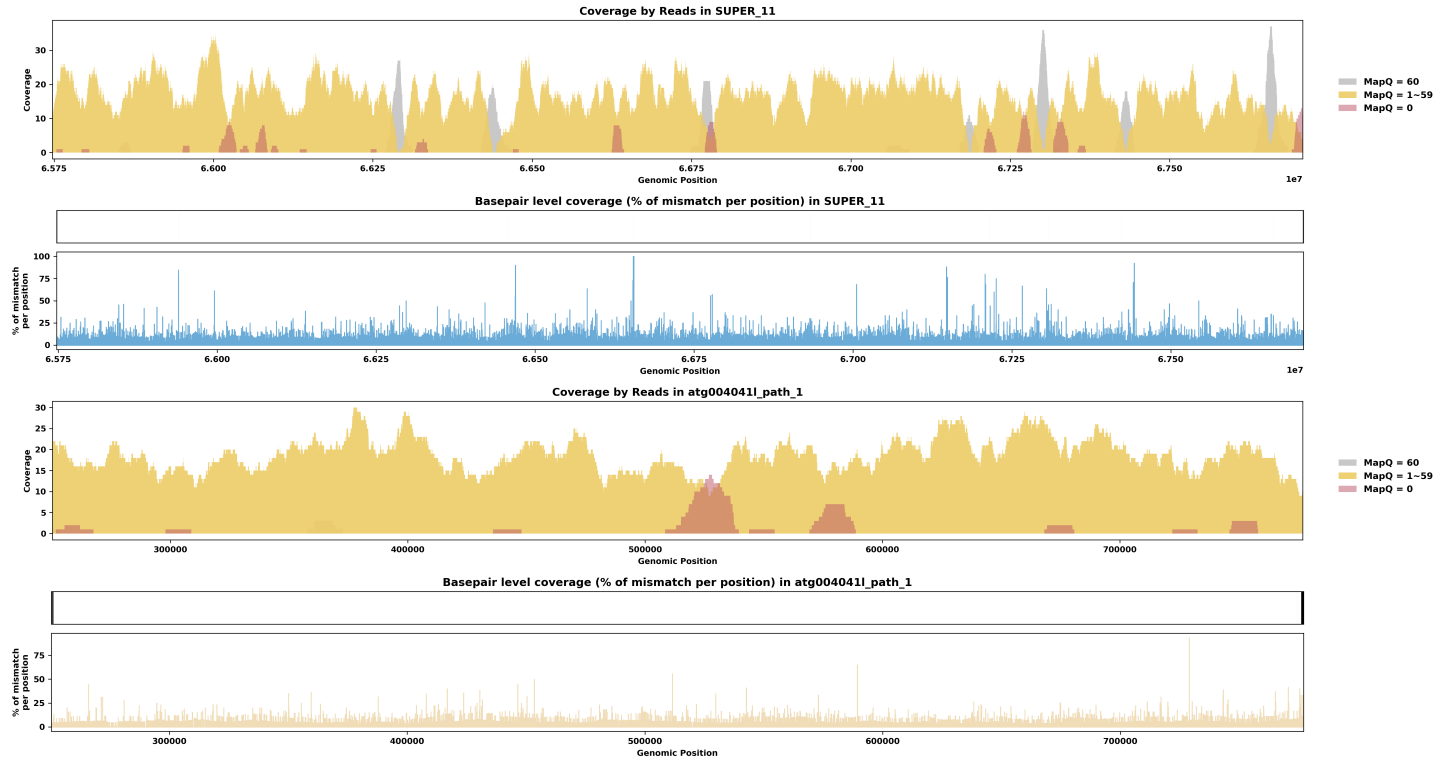 Coverage by Reads in SUPER_11
Coverage
30
20
10
0
6.575 6.600 6.625 6.650 6.675 6.700 6.725 6.750
Genomic Position
1e7
MapQ = 60
MapQ = 1~59
MapQ = 0
Basepair level coverage (% of mismatch per position) in SUPER_11
% of mismatch
per position
100
75
50
25
0
6.575 6.600 6.625 6.650 6.675 6.700 6.725 6.750
Genomic Position
1e7
Coverage by Reads in atg004041l_path_1
Coverage
30
25
20
15
10
5
0
300000 400000 500000 600000 700000
Genomic Position
MapQ = 60
MapQ = 1~59
MapQ = 0
Basepair level coverage (% of mismatch per position) in atg004041l_path_1
% of mismatch
per position
75
50
25
0
300000 400000 500000 600000 700000
Genomic Position